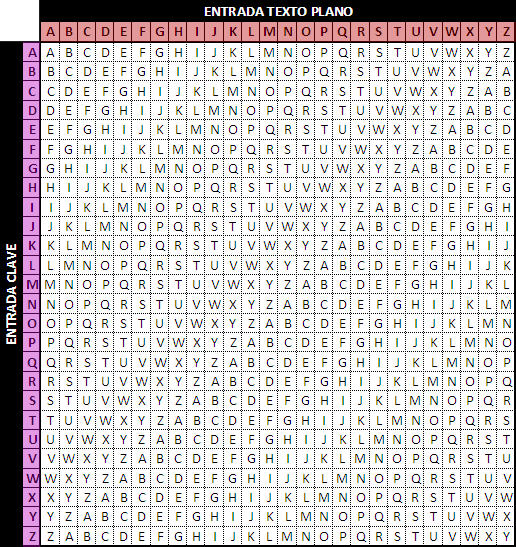 ENTRADA TEXTO PLANO
A B C D E F G H I J K L M N O P Q R S T U V W X Y Z
ENTRADA CLAVE
A A B C D E F G H I J K L M N O P Q R S T U V W X Y Z
B B C D E F G H I J K L M N O P Q R S T U V W X Y Z A
C C D E F G H I J K L M N O P Q R S T U V W X Y Z A B
D D E F G H I J K L M N O P Q R S T U V W X Y Z A B C
E E F G H I J K L M N O P Q R S T U V W X Y Z A B C D
F F G H I J K L M N O P Q R S T U V W X Y Z A B C D E
G G H I J K L M N O P Q R S T U V W X Y Z A B C D E F
H H I J K L M N O P Q R S T U V W X Y Z A B C D E F G
I I J K L M N O P Q R S T U V W X Y Z A B C D E F G H
J J K L M N O P Q R S T U V W X Y Z A B C D E F G H I
K K L M N O P Q R S T U V W X Y Z A B C D E F G H I J
L L M N O P Q R S T U V W X Y Z A B C D E F G H I J K
M M N O P Q R S T U V W X Y Z A B C D E F G H I J K L
N N O P Q R S T U V W X Y Z A B C D E F G H I J K L M
O O P Q R S T U V W X Y Z A B C D E F G H I J K L M N
P P Q R S T U V W X Y Z A B C D E F G H I J K L M N O
Q Q R S T U V W X Y Z A B C D E F G H I J K L M N O P
R R S T U V W X Y Z A B C D E F G H I J K L M N O P Q
S S T U V W X Y Z A B C D E F G H I J K L M N O P Q R
T T U V W X Y Z A B C D E F G H I J K L M N O P Q R S
U U V W X Y Z A B C D E F G H I J K L M N O P Q R S T
V V W X Y Z A B C D E F G H I J K L M N O P Q R S T U
W W X Y Z A B C D E F G H I J K L M N O P Q R S T U V
X X Y Z A B C D E F G H I J K L M N O P Q R S T U V W
Y Y Z A B C D E F G H I J K L M N O P Q R S T U V W X
Z Z A B C D E F G H I J K L M N O P Q R S T U V W X Y